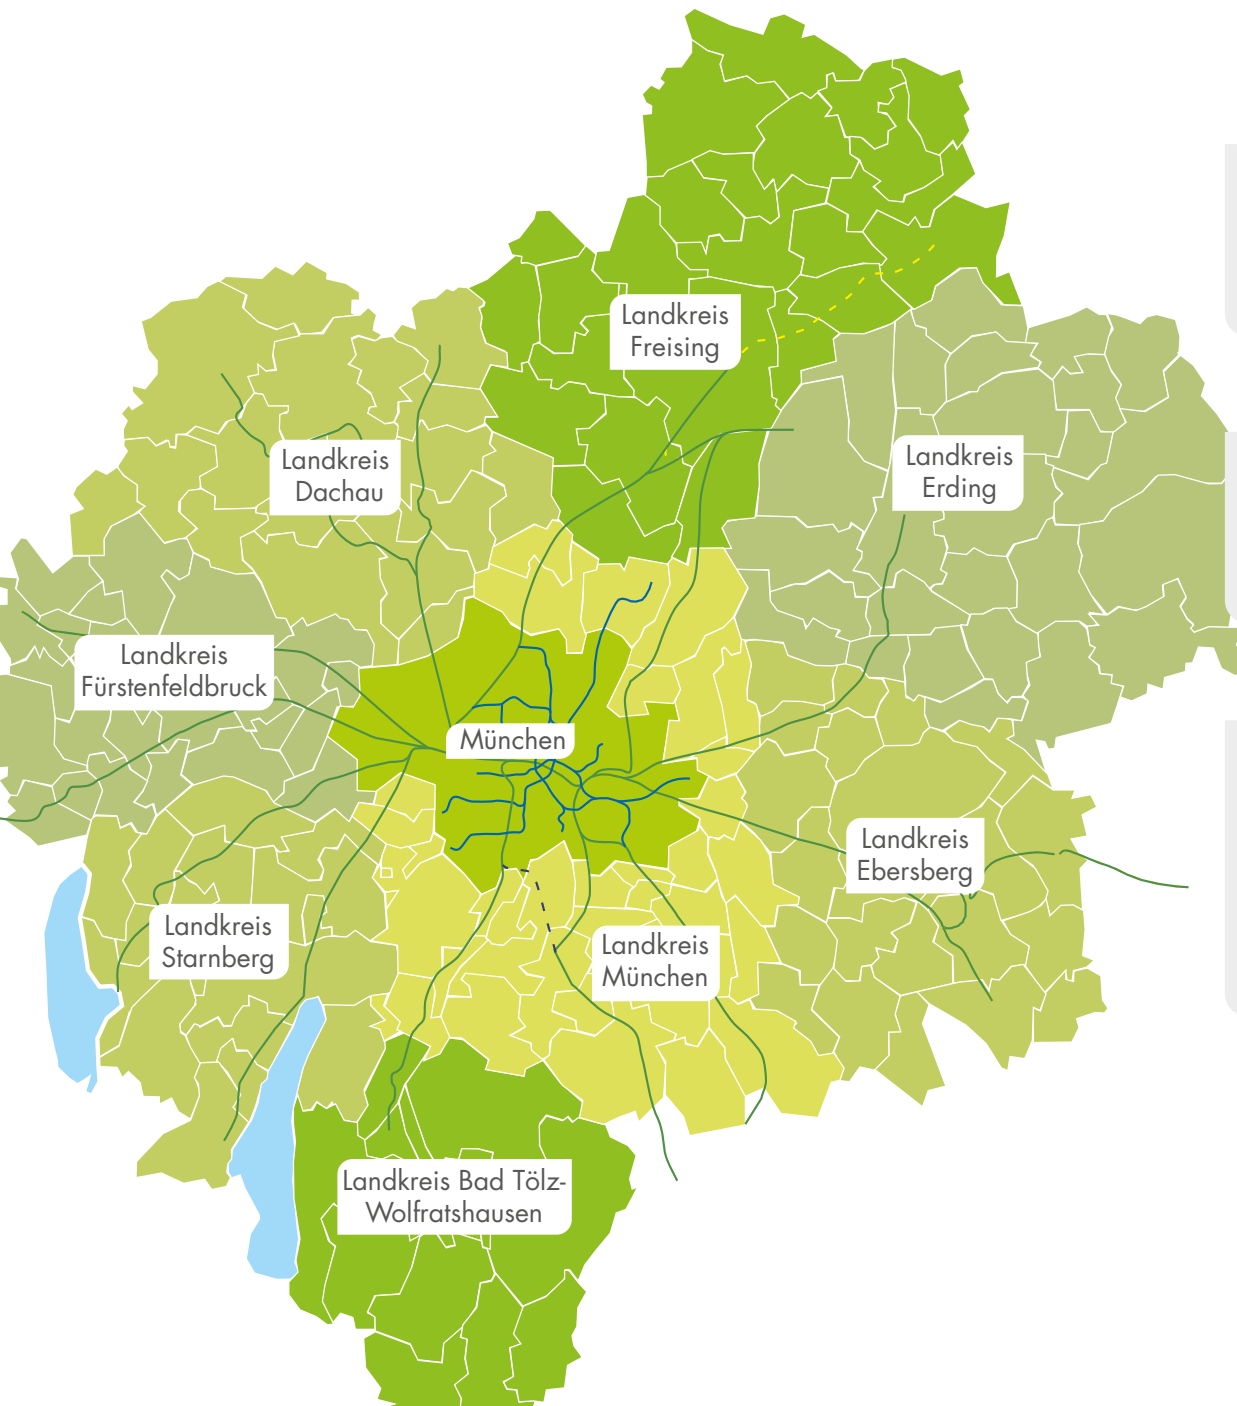 Landkreis
Freising
Landkreis
Dachau
Landkreis
Erding
Landkreis
Fürstenfeldbruck
München
Landkreis
Ebersberg
Landkreis
Starnberg
Landkreis
München
Landkreis Bad Tölz-
Wolfratshausen